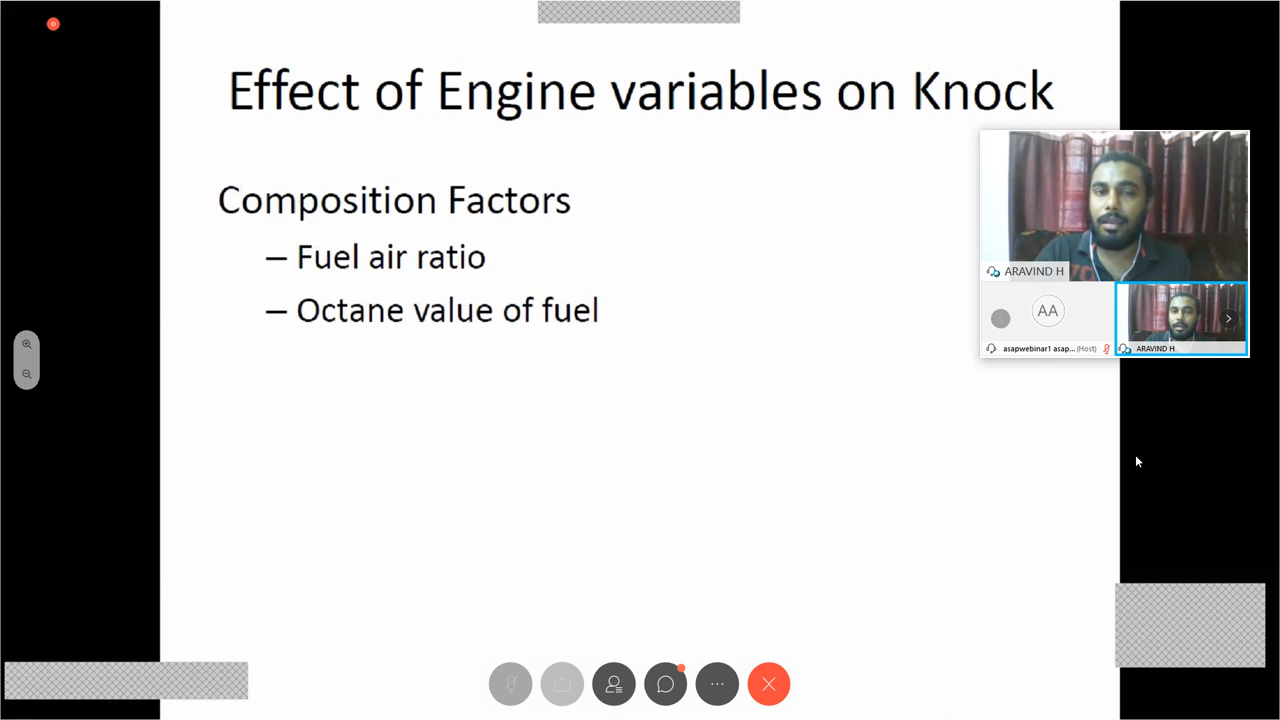 Effect of Engine variables on Knock
Composition Factors
– Fuel air ratio
– Octane value of fuel
ARAVIND H
AA
asapwebinar1 asap... (Host)
ARAVIND H